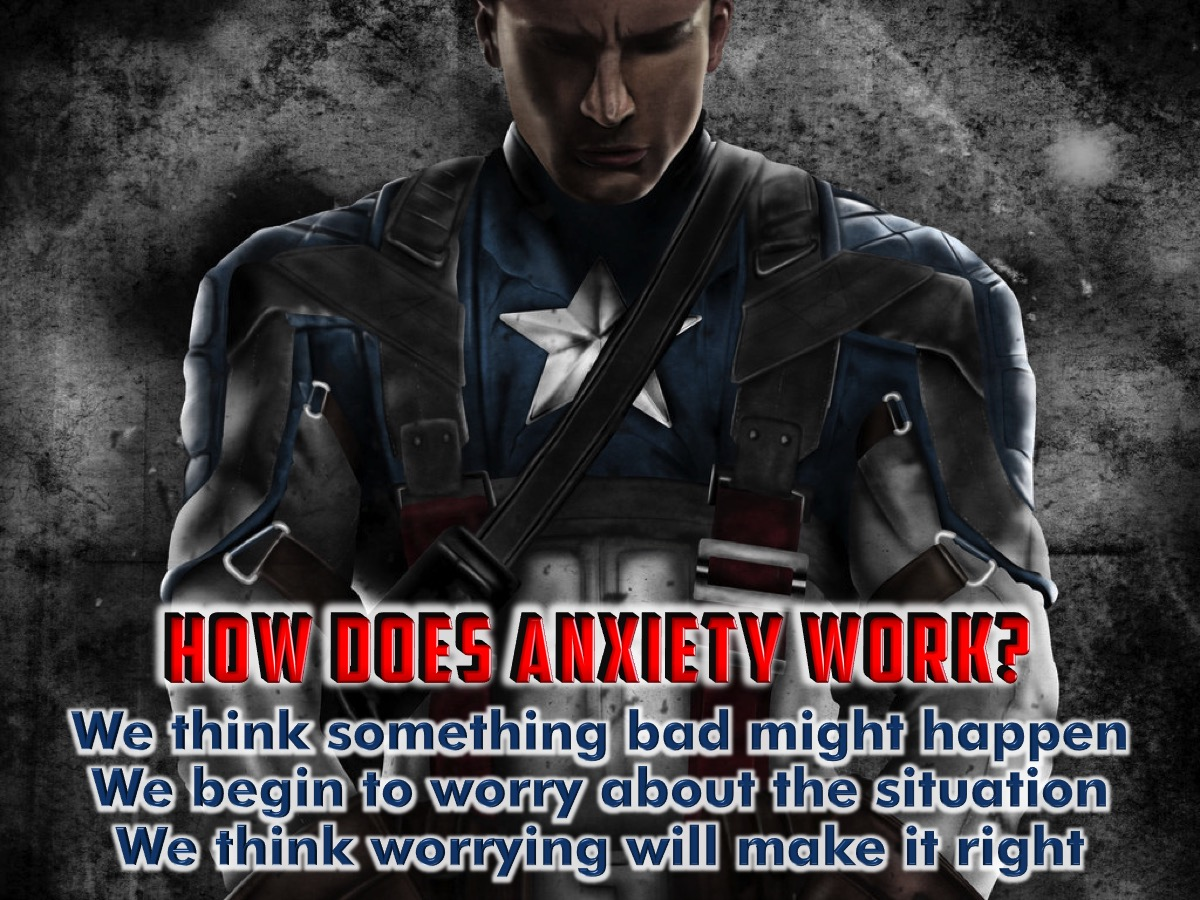 HOW DOES ANXIETY WORK?
We think something bad might happen
We begin to worry about the situation
We think worrying will make it right